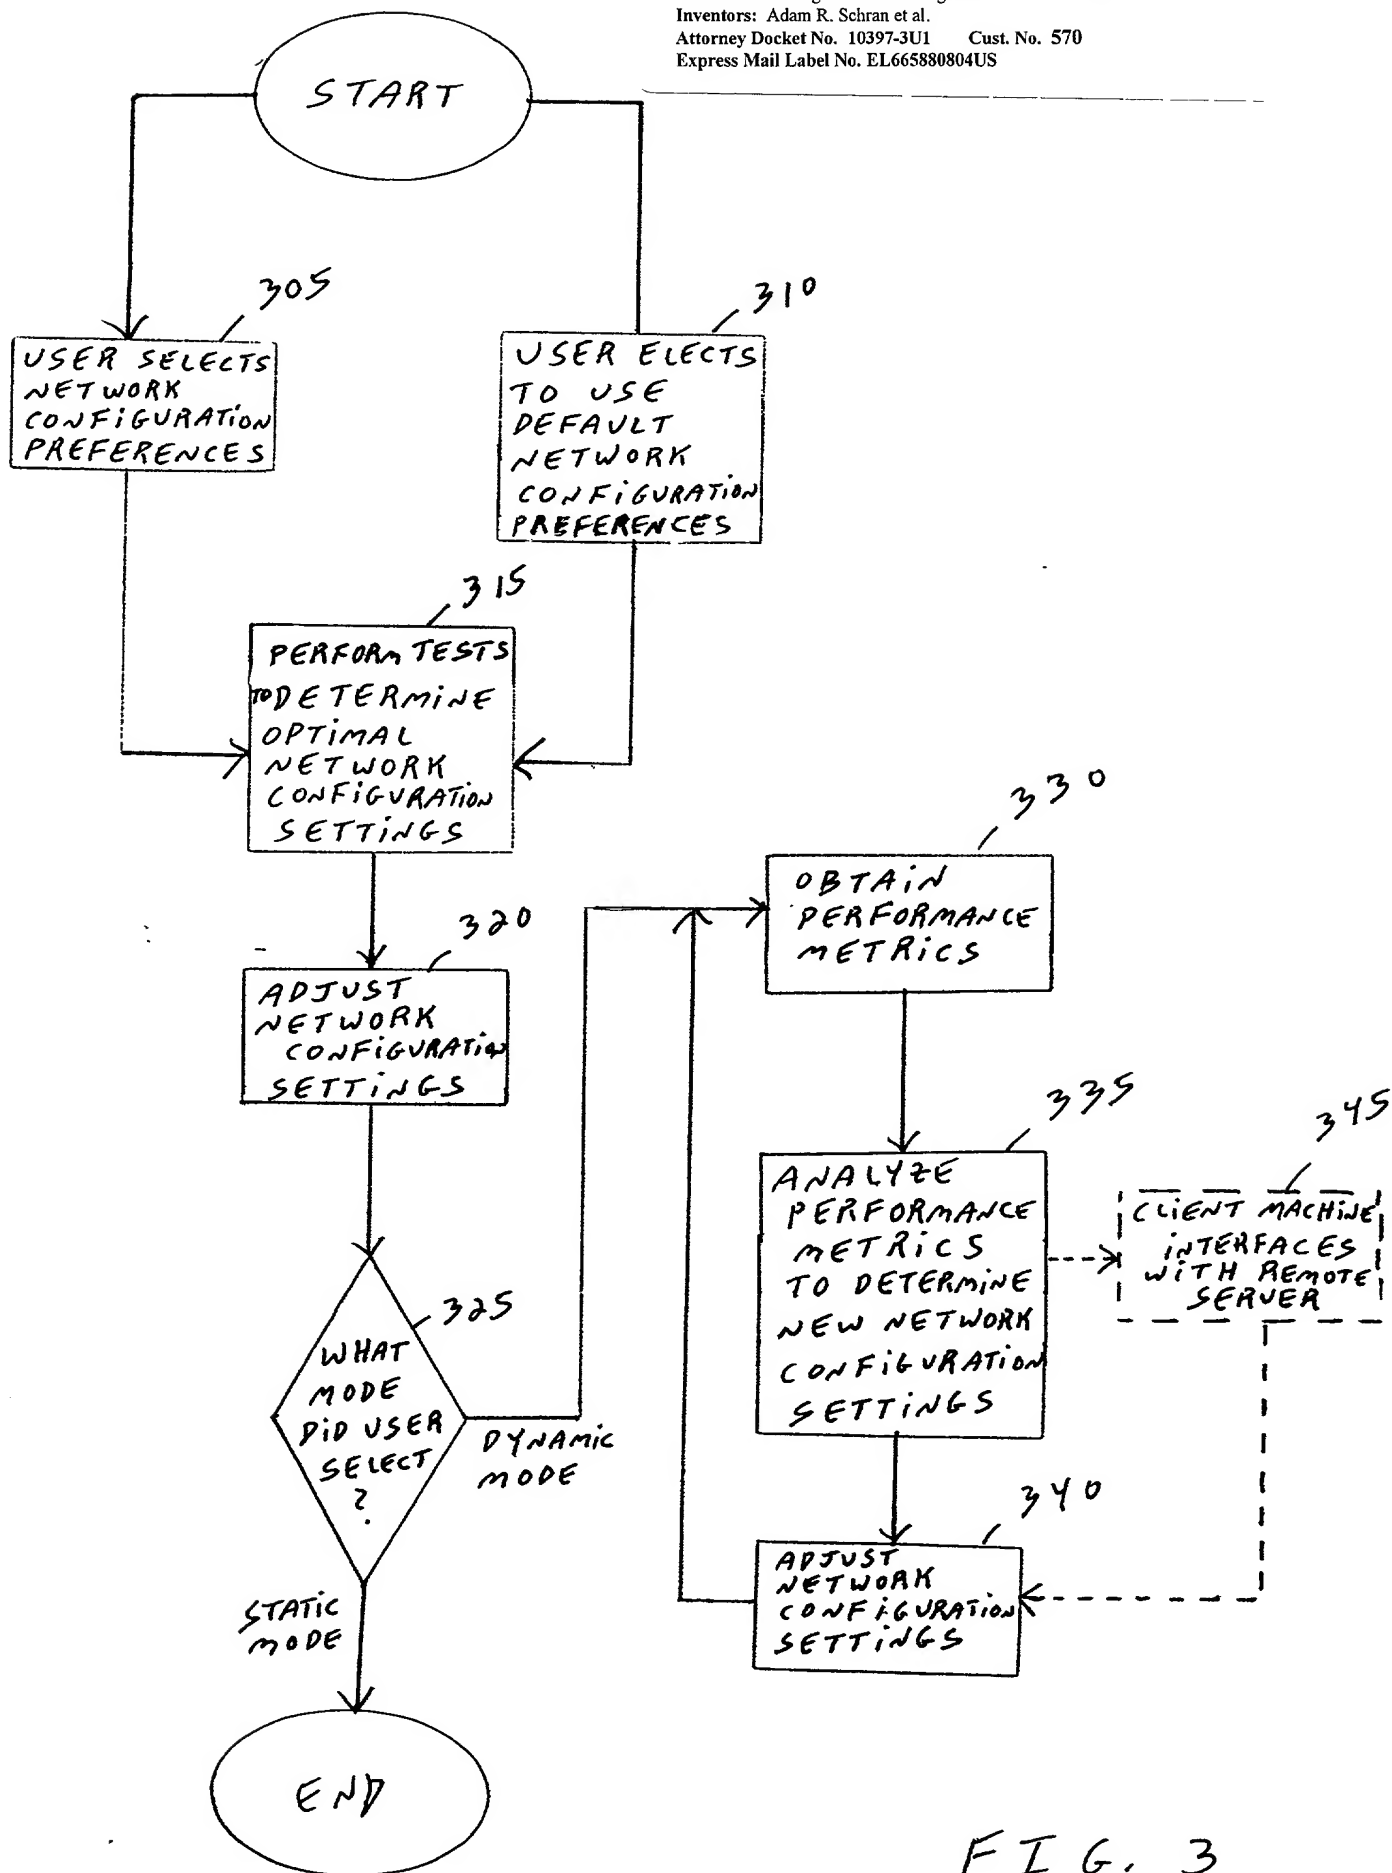 Inventors: Adam R. Schran et al.
Attorney Docket No. 10397-3U1 Cust. No. 570
Express Mail Label No. EL665880804US
START
305
USER SELECTS
NETWORK
CONFIGURATION
PREFERENCES
310
USER ELECTS
TO USE
DEFAULT
NETWORK
CONFIGURATION
PREFERENCES
315
PERFORM TESTS
TO DETERMINE
OPTIMAL
NETWORK
CONFIGURATION
SETTINGS
320
ADJUST
NETWORK
CONFIGURATION
SETTINGS
325
WHAT
MODE
DID USER
SELECT
?
DYNAMIC
MODE
STATIC
MODE
END
330
OBTAIN
PERFORMANCE
METRICS
335
ANALYZE
PERFORMANCE
METRICS
TO DETERMINE
NEW NETWORK
CONFIGURATION
SETTINGS
345
CLIENT MACHINE
INTERFACES
WITH REMOTE
SERVER
340
ADJUST
NETWORK
CONFIGURATION
SETTINGS
FIG. 3